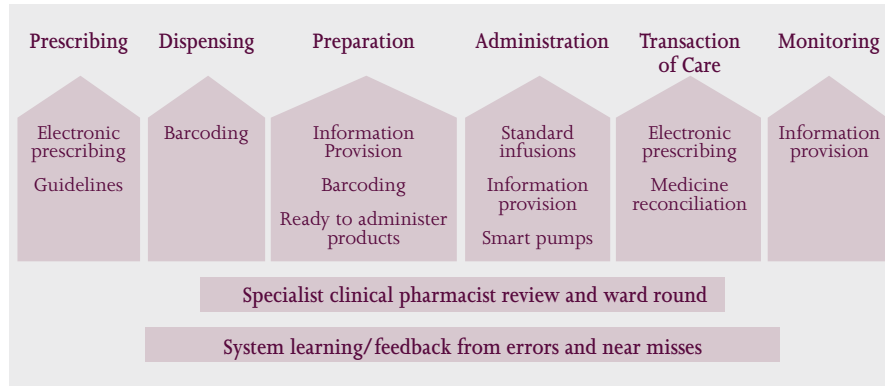 Prescribing
Dispensing
Preparation
Administration
Transaction
of Care
Monitoring
Electronic
prescribing
Guidelines
Barcoding
Information
Provision
Barcoding
Ready to administer
products
Standard
infusions
Information
provision
Smart pumps
Electronic
prescribing
Medicine
reconciliation
Information
provision
Specialist clinical pharmacist review and ward round
System learning/feedback from errors and near misses